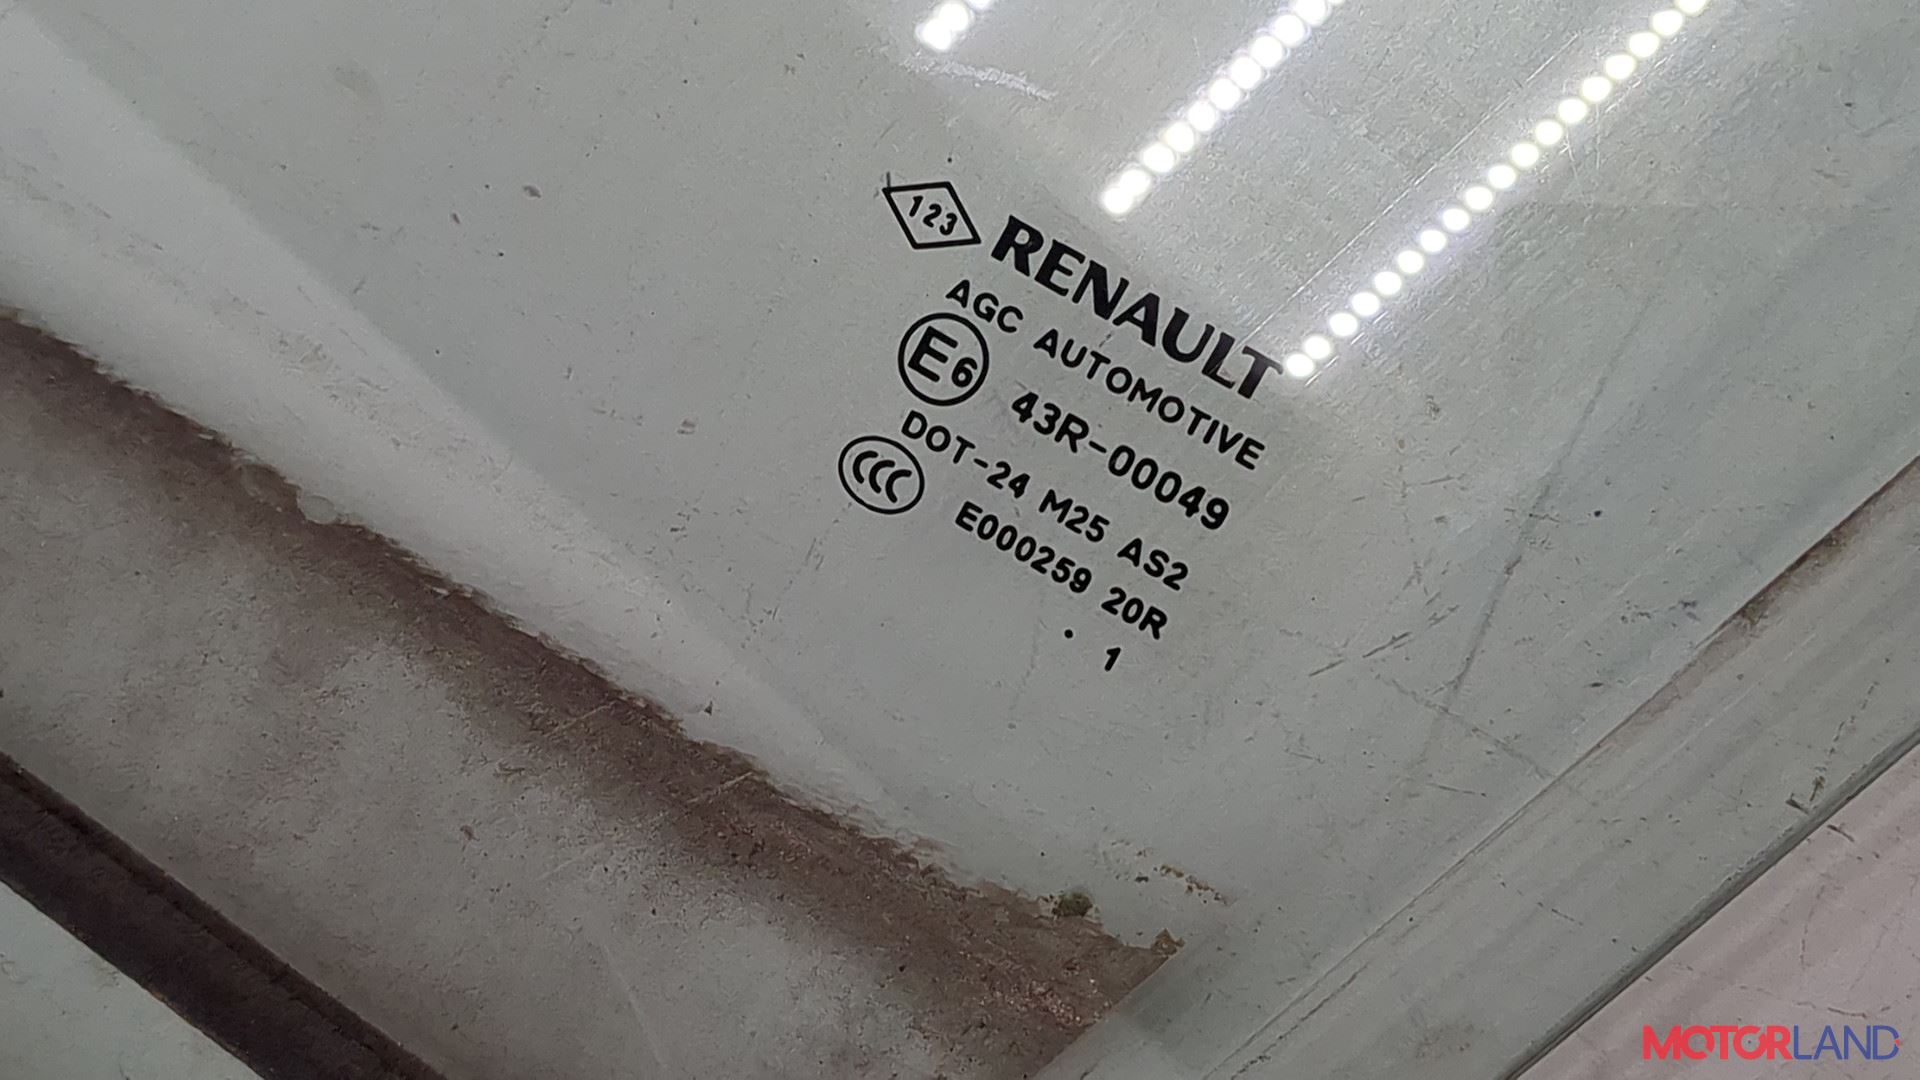 123 RENAULT
AGC AUTOMOTIVE
E6 43R-00049
DOT-24 M25 AS2
CCC E000259 20R
. 1
MOTORLAND